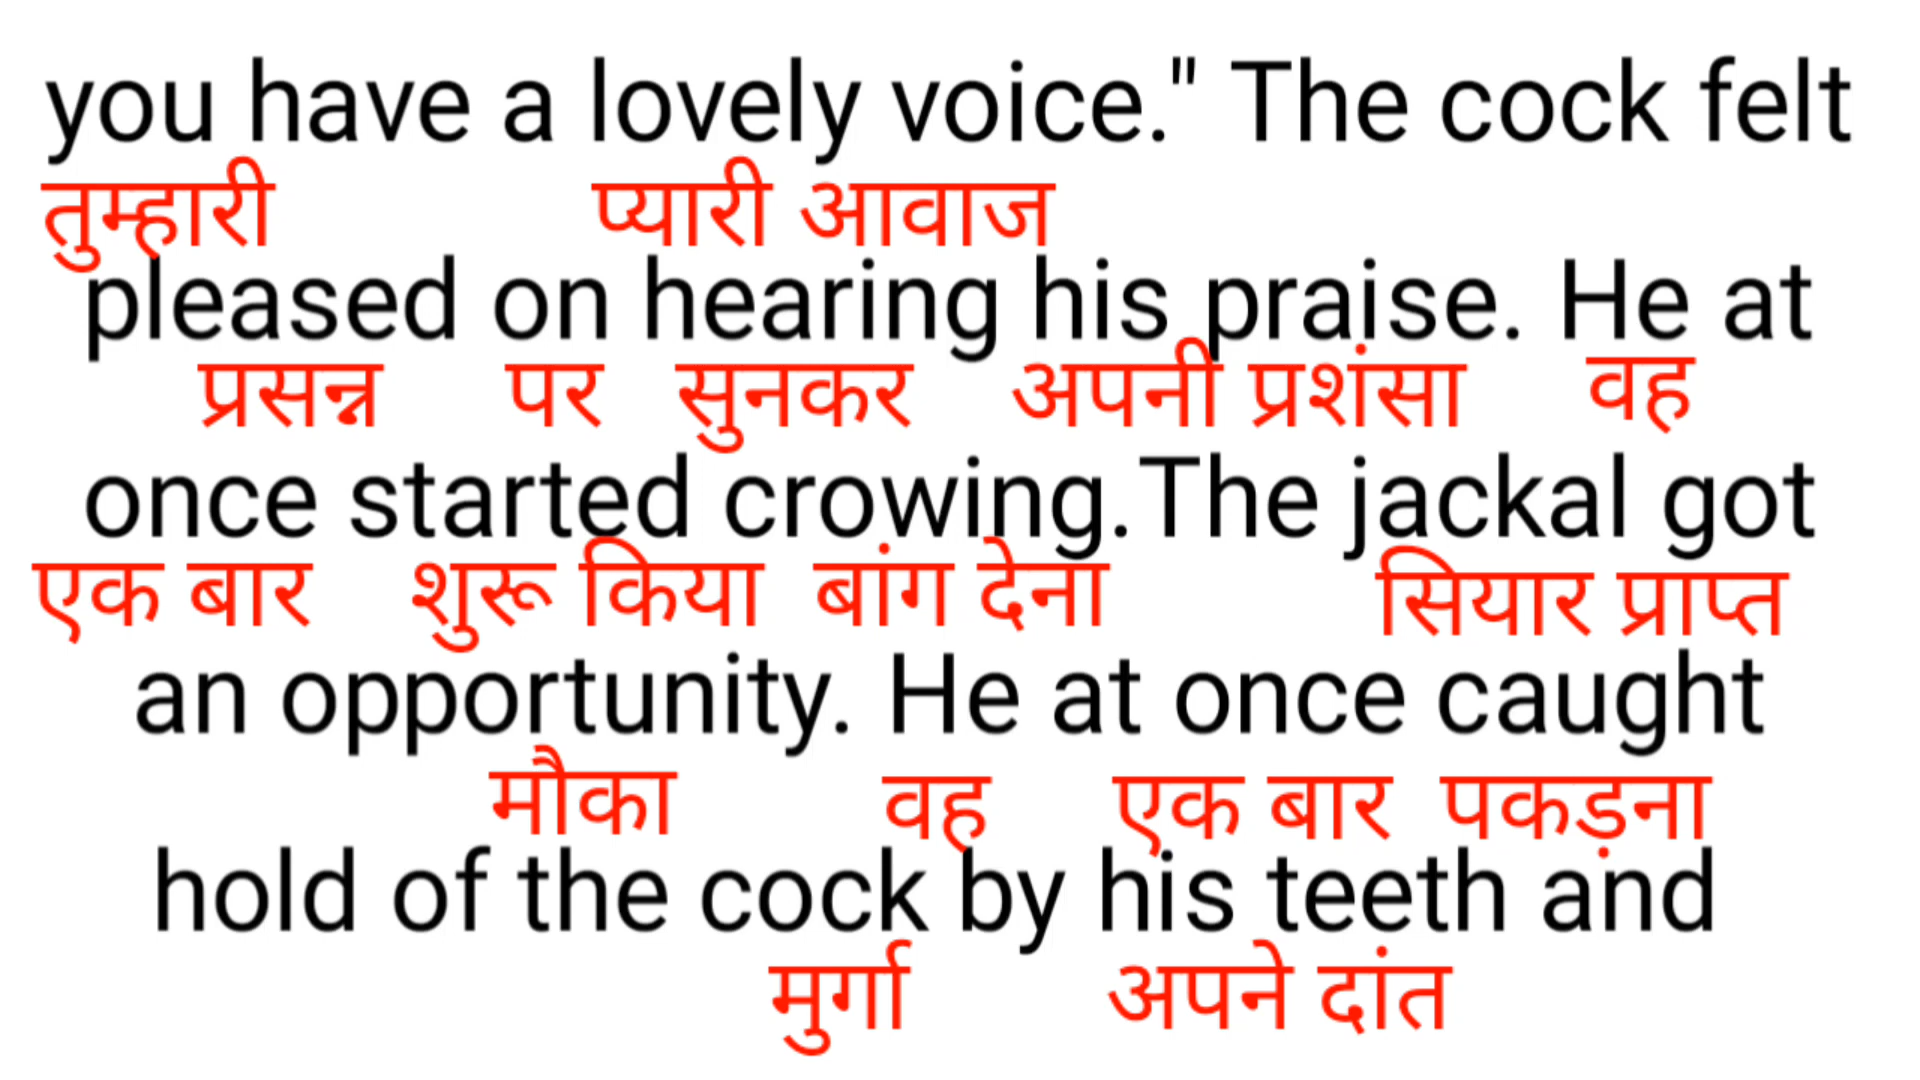 you have a lovely voice." The cock felt
तुम्हारी प्यारी आवाज
pleased on hearing his praise. He at
प्रसन्न पर सुनकर अपनी प्रशंसा वह
once started crowing.The jackal got
एक बार शुरू किया बांग देना सियार प्राप्त
an opportunity. He at once caught
मौका वह एक बार पकड़ना
hold of the cock by his teeth and
मुर्गा अपने दांत